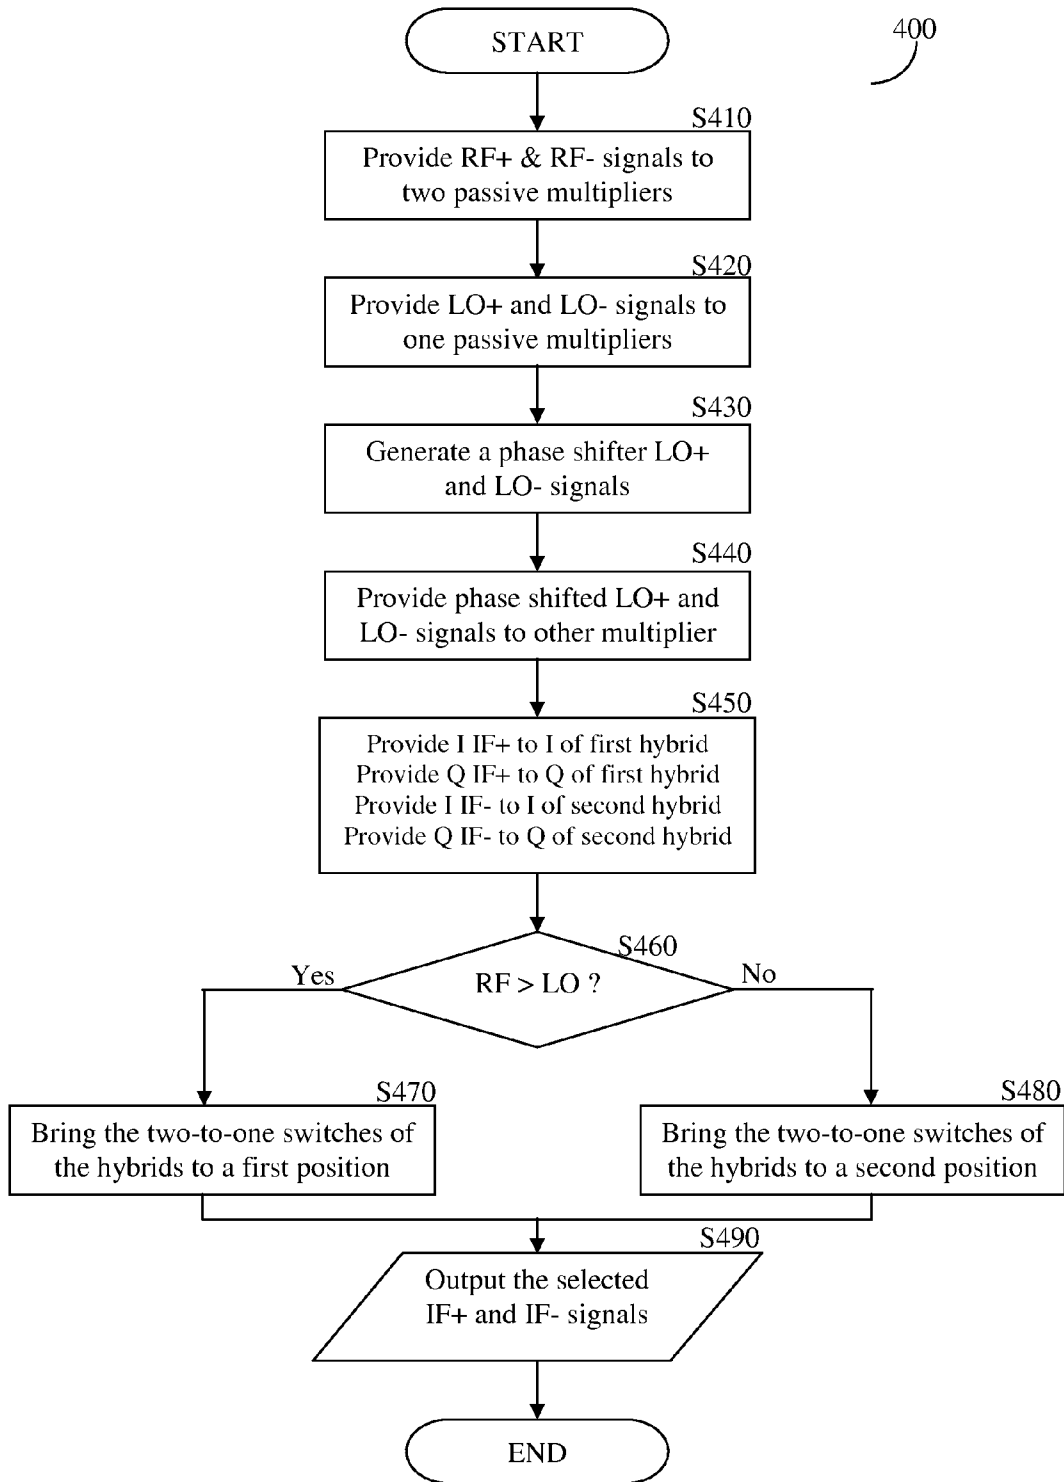 START
400
S410
Provide RF+ & RF- signals to
two passive multipliers
S420
Provide LO+ and LO- signals to
one passive multipliers
S430
Generate a phase shifter LO+
and LO- signals
S440
Provide phase shifted LO+ and
LO- signals to other multiplier
S450
Provide I IF+ to I of first hybrid
Provide Q IF+ to Q of first hybrid
Provide I IF- to I of second hybrid
Provide Q IF- to Q of second hybrid
S460
Yes
RF > LO ?
No
S470
Bring the two-to-one switches of
the hybrids to a first position
S480
Bring the two-to-one switches of
the hybrids to a second position
S490
Output the selected
IF+ and IF- signals
END